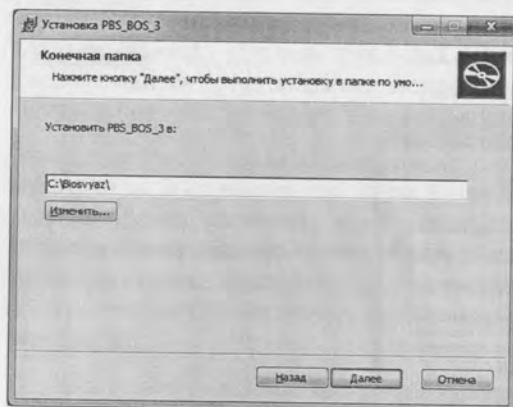 Установка PBS_BOS_3
Конечная папка
Нажмите кнопку "Далее", чтобы выполнить установку в папке по умо...
Установить PBS_BOS_3 в:
C:\Biosvyaz\
Изменить...
Назад
Далее
Отмена